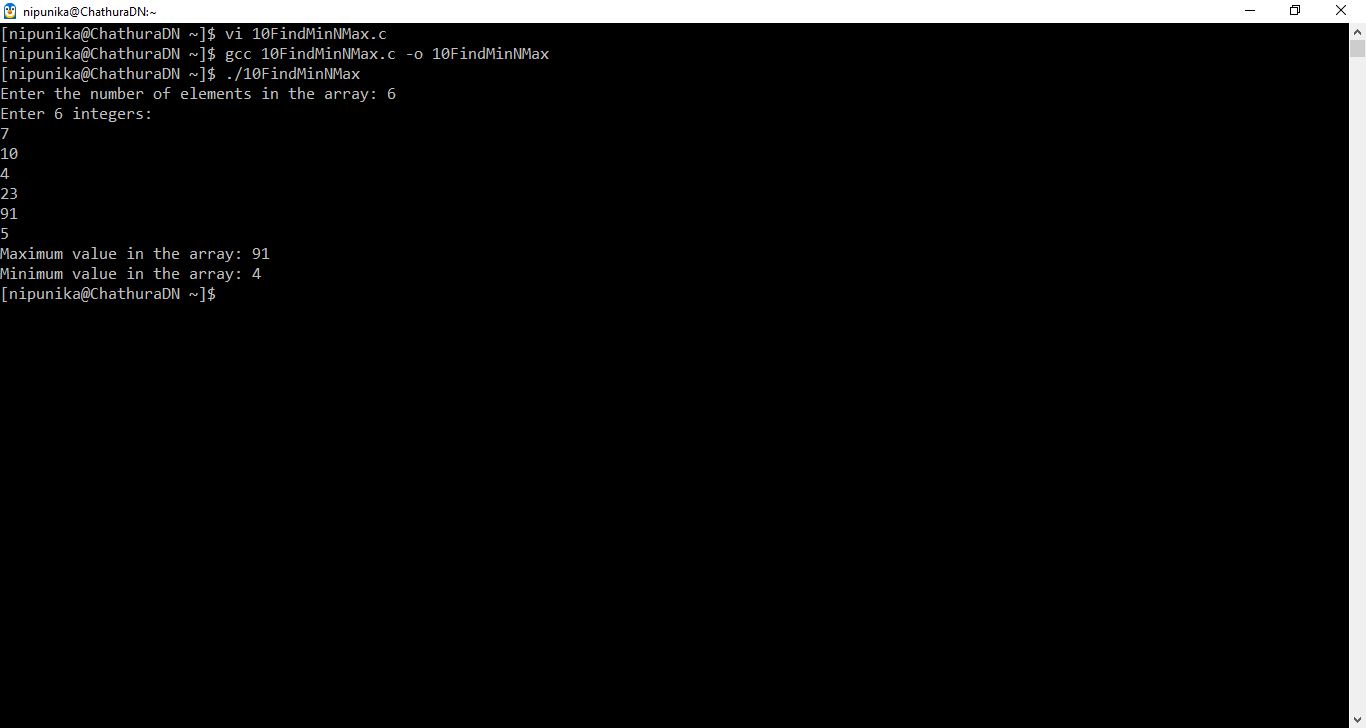 nipunika@ChathuraDN:~
[nipunika@ChathuraDN ~]$ vi 10FindMinNMax.c
[nipunika@ChathuraDN ~]$ gcc 10FindMinNMax.c -o 10FindMinNMax
[nipunika@ChathuraDN ~]$ ./10FindMinNMax
Enter the number of elements in the array: 6
Enter 6 integers:
7
10
4
23
91
5
Maximum value in the array: 91
Minimum value in the array: 4
[nipunika@ChathuraDN ~]$